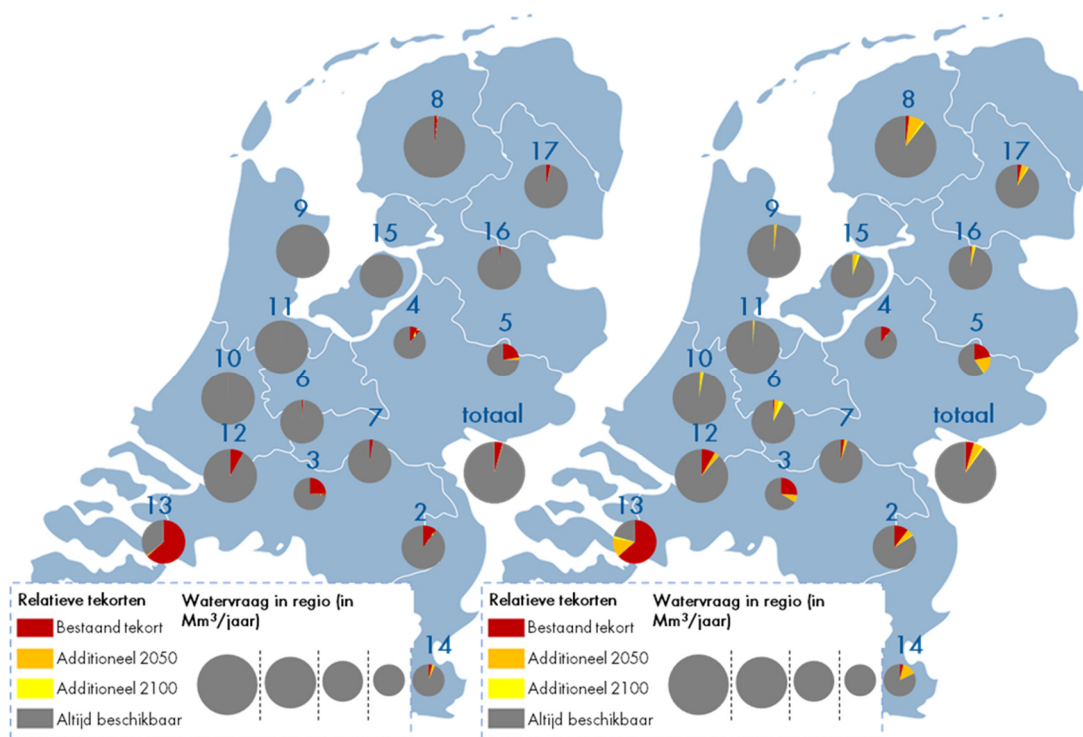 8
17
9
15
16
11
4
5
10
6
7
totaal
12
3
13
2
14
Relatieve tekorten
Bestaand tekort
Additioneel 2050
Additioneel 2100
Altijd beschikbaar
Watervraag in regio (in
Mm³/jaar)
8
17
9
15
16
11
4
5
10
6
7
totaal
12
3
13
2
14
Relatieve tekorten
Bestaand tekort
Additioneel 2050
Additioneel 2100
Altijd beschikbaar
Watervraag in regio (in
Mm³/jaar)